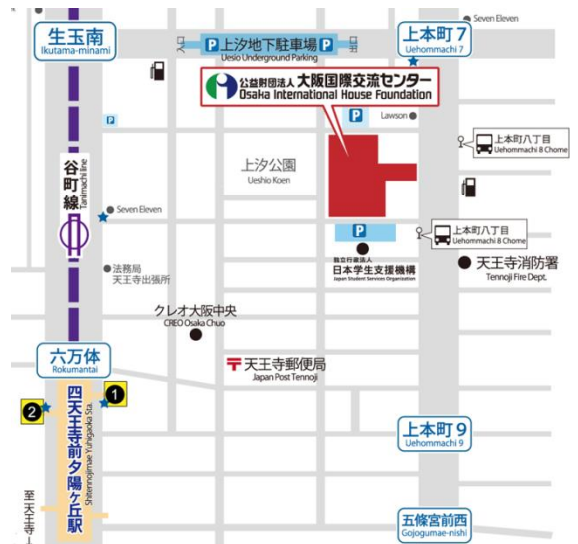 Seven Eleven
生玉南
Ikutama-minami
入口
P 上汐地下駐車場 P
出口
Uesio Underground Parking
上本町7
Uehommachi 7
公益財団法人 大阪国際交流センター
Osaka International House Foundation
P
P
Lawson
上本町八丁目
Uehommachi 8 Chome
谷町線
Tanimachi line
上汐公園
Ueshio Koen
Seven Eleven
P
上本町八丁目
Uehommachi 8 Chome
独立行政法人
日本学生支援機構
Japan Student Services Organization
天王寺消防署
Tennoji Fire Dept.
法務局
天王寺出張所
クレオ大阪中央
CREO Osaka Chuo
六万体
Rokumantai
〒天王寺郵便局
Japan Post Tennoji
1
2
四天王寺前夕陽ヶ丘駅
Shitennojimae Yuhigaoka Sta.
上本町9
Uehommachi 9
至天王寺
五條宮前西
Gojogumae-nishi